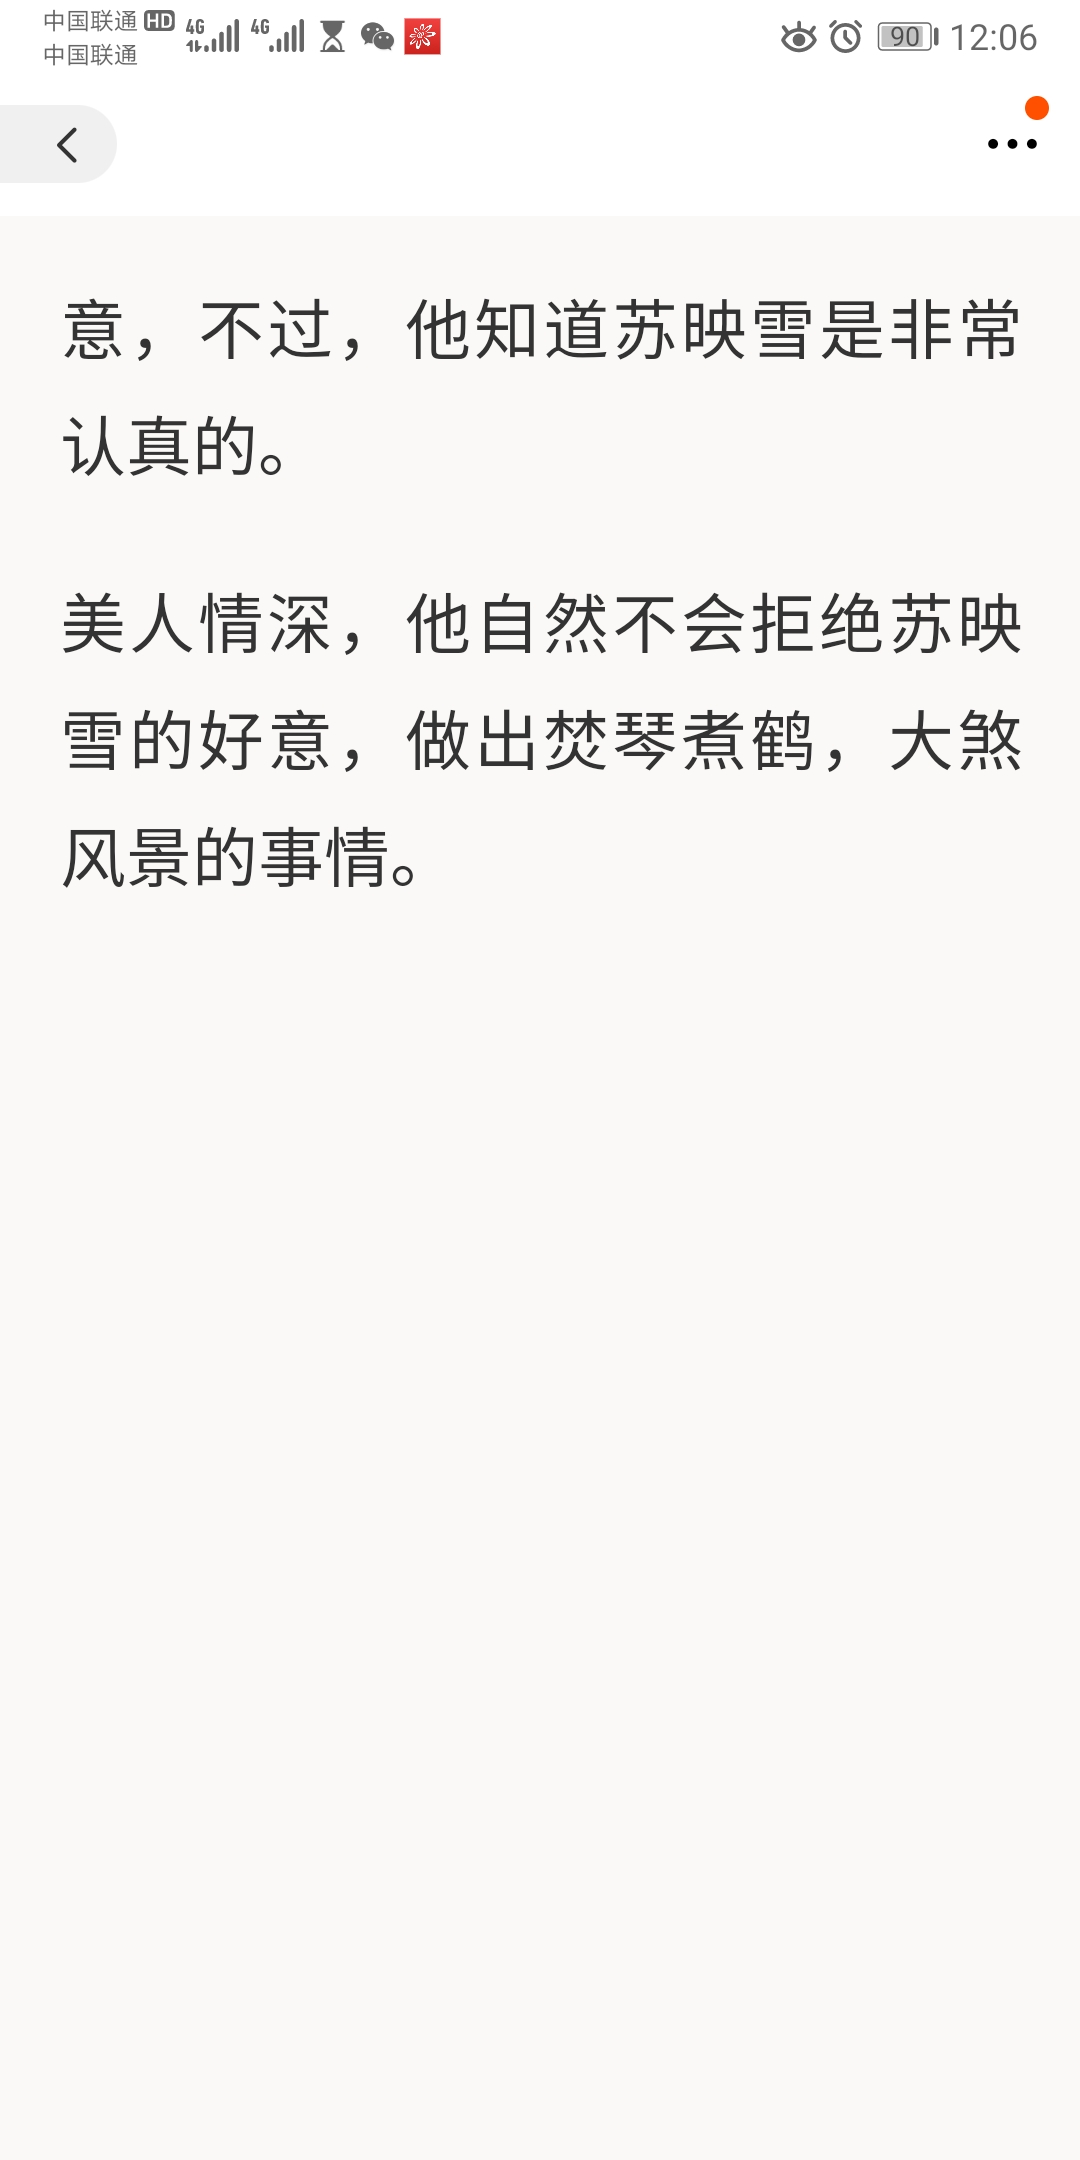 中国联通 HD 4G 4G 90 12:06
中国联通
意，不过，他知道苏映雪是非常
认真的。
美人情深，他自然不会拒绝苏映
雪的好意，做出焚琴煮鹤，大煞
风景的事情。